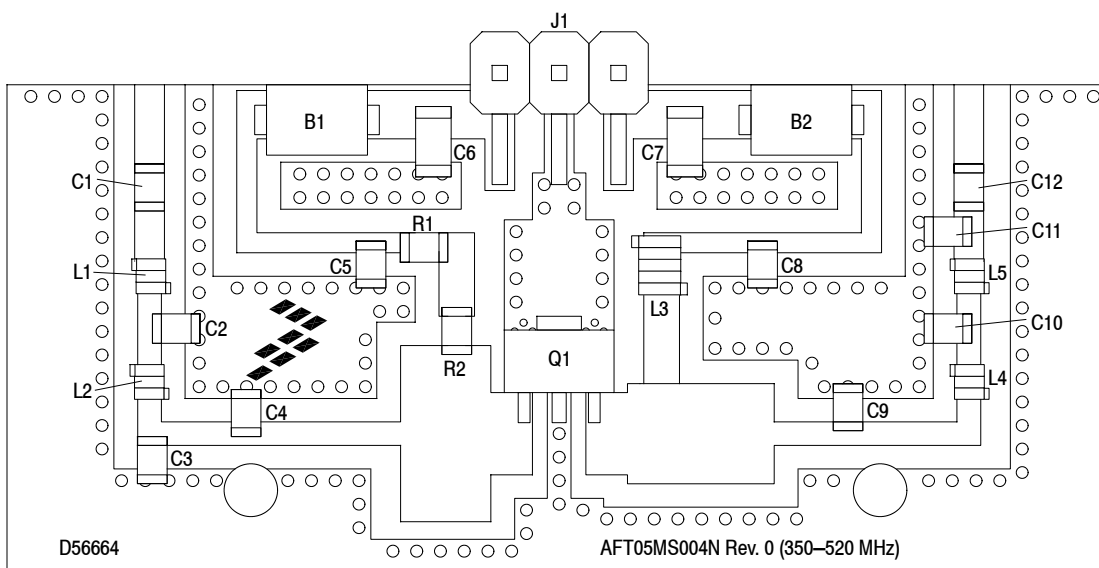 J1
B1
B2
C6
C7
C1
C12
C11
R1
C5
C8
L1
L5
L3
C2
C10
R2
Q1
L2
L4
C4
C9
C3
D56664
AFT05MS004N Rev. 0 (350–520 MHz)